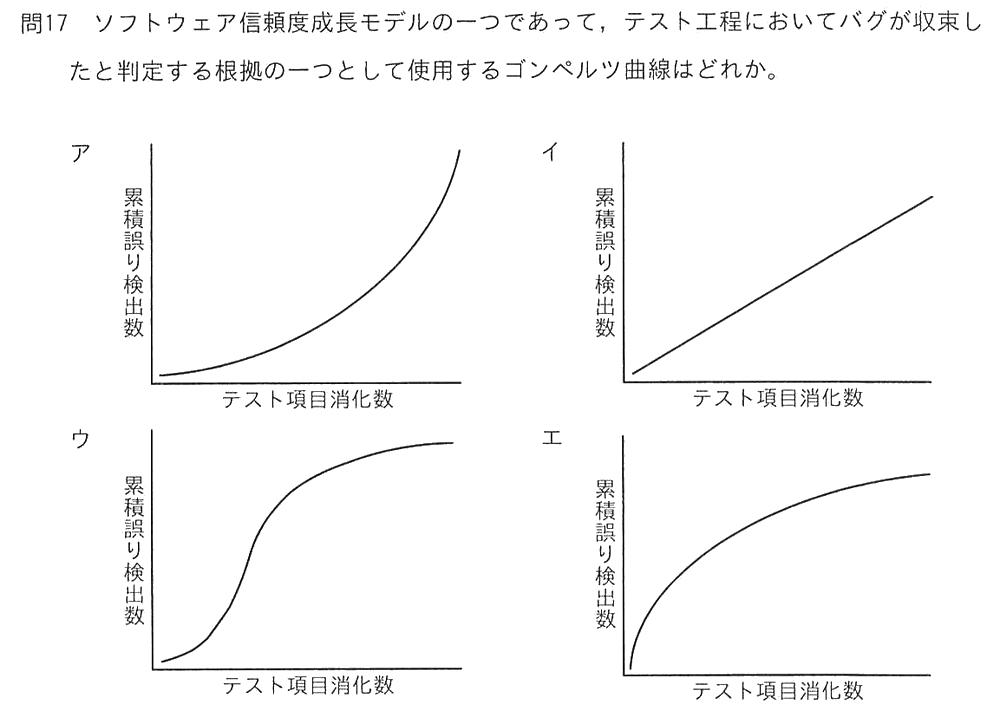 問17 ソフトウェア信頼度成長モデルの一つであって，テスト工程においてバグが収束し
たと判定する根拠の一つとして使用するゴンペルツ曲線はどれか。
ア
累積誤り検出数
テスト項目消化数
イ
累積誤り検出数
テスト項目消化数
ウ
累積誤り検出数
テスト項目消化数
エ
累積誤り検出数
テスト項目消化数